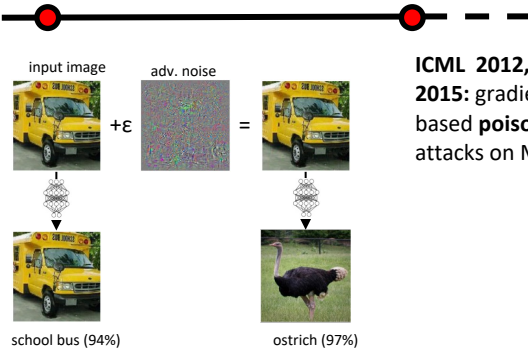 input image
adv. noise
+ε
=
school bus (94%)
ostrich (97%)
ICML 2012,
2015: gradie
based poiso
attacks on M